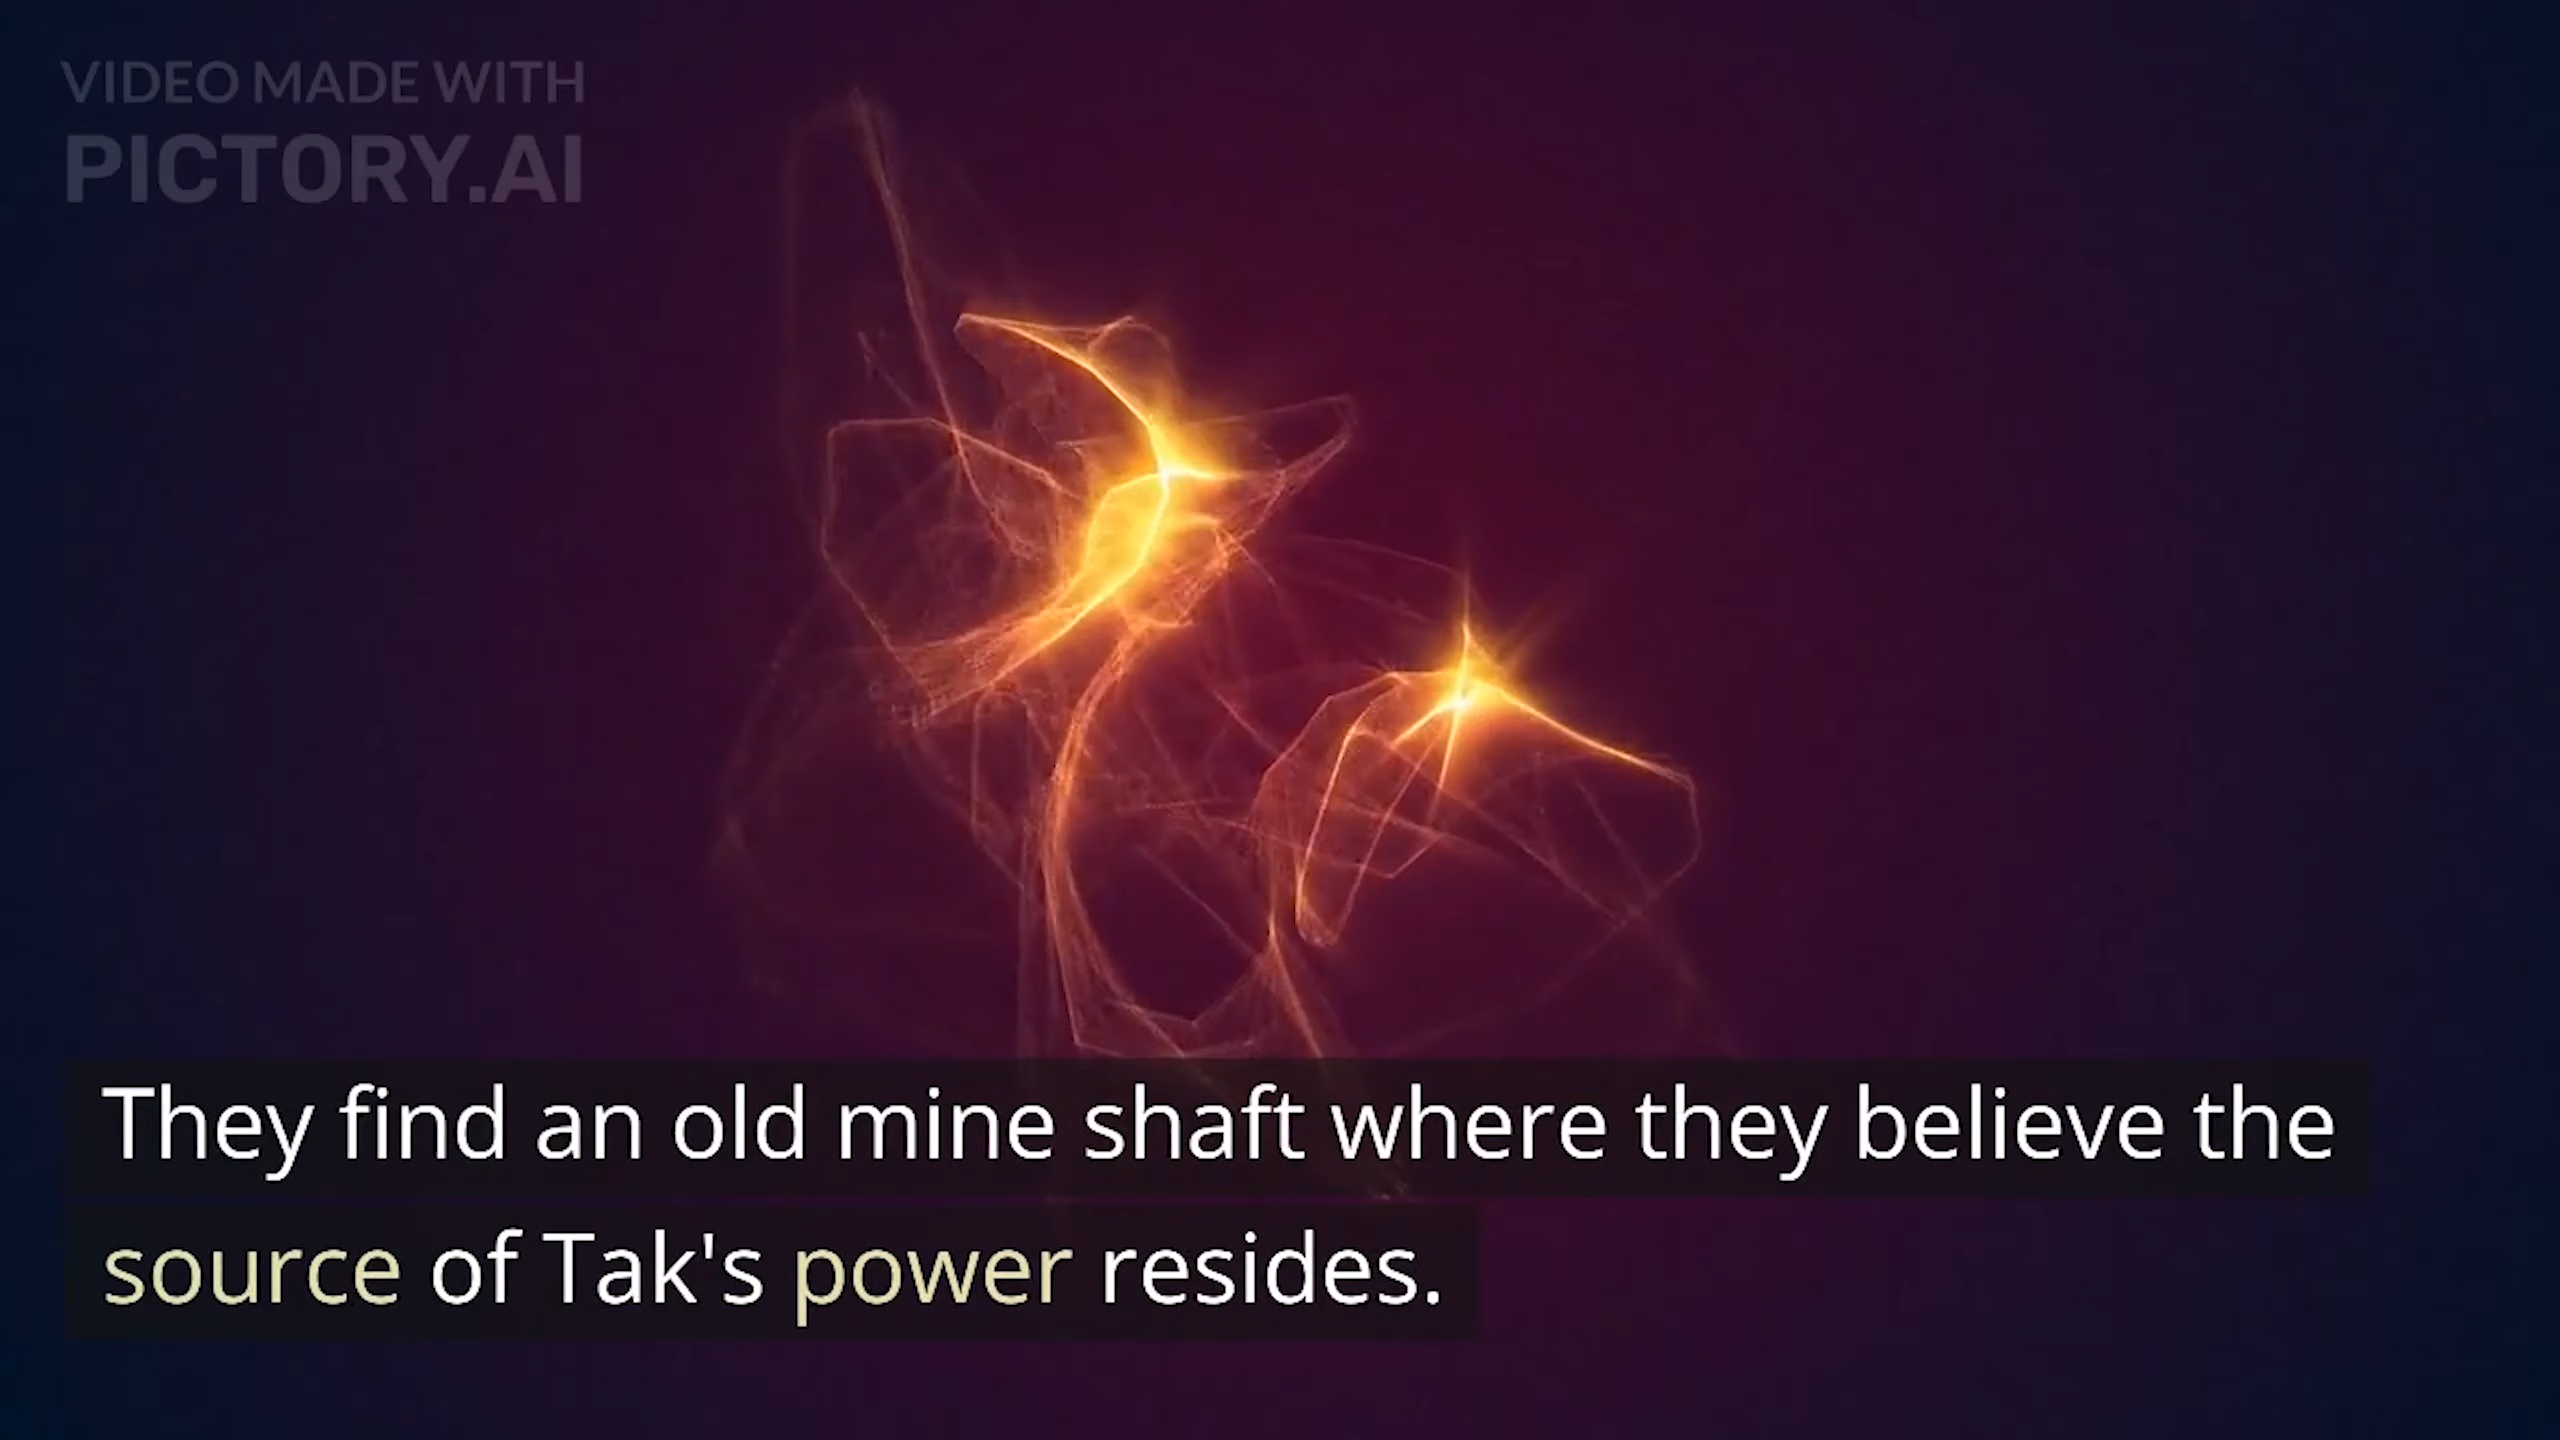 VIDEO MADE WITH
PICTORY.AI
They find an old mine shaft where they believe the
source of Tak's power resides.